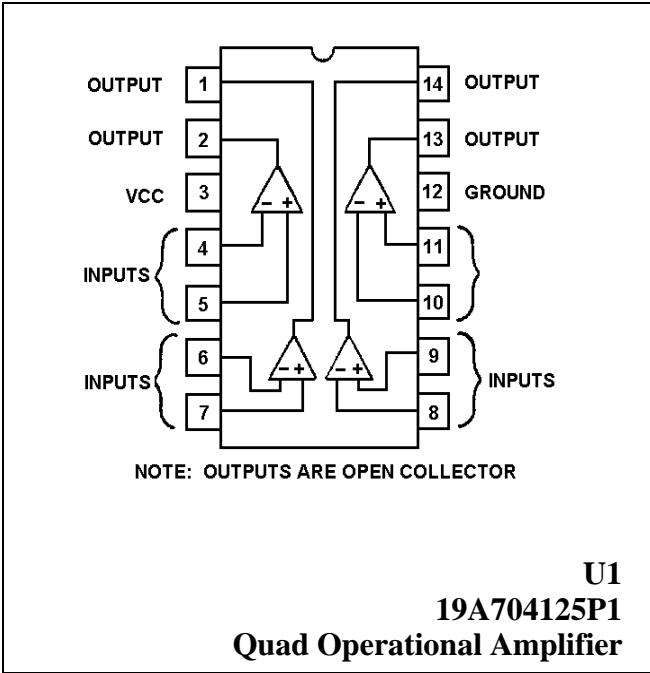 OUTPUT 1 14 OUTPUT
OUTPUT 2 13 OUTPUT
VCC 3 12 GROUND
- + - +
4 11
INPUTS
5 10
6 9
- + - +
INPUTS INPUTS
7 8
NOTE: OUTPUTS ARE OPEN COLLECTOR
U1
19A704125P1
Quad Operational Amplifier